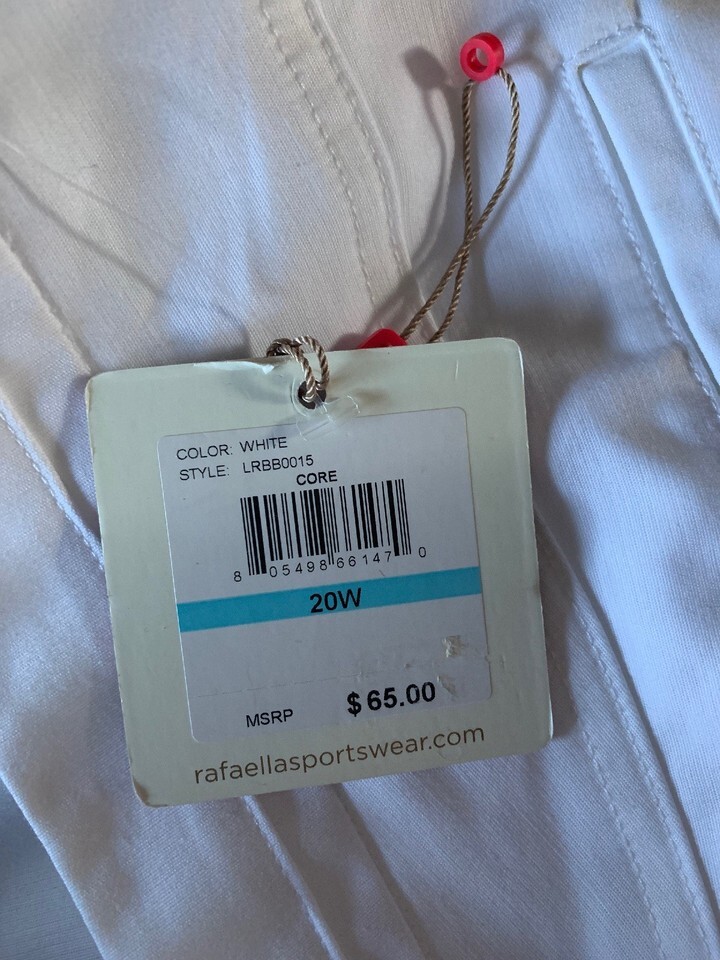 COLOR: WHITE
STYLE: LRBB0015
CORE
8 05498 66147 0
20W
MSRP $65.00
rafaellasportswear.com